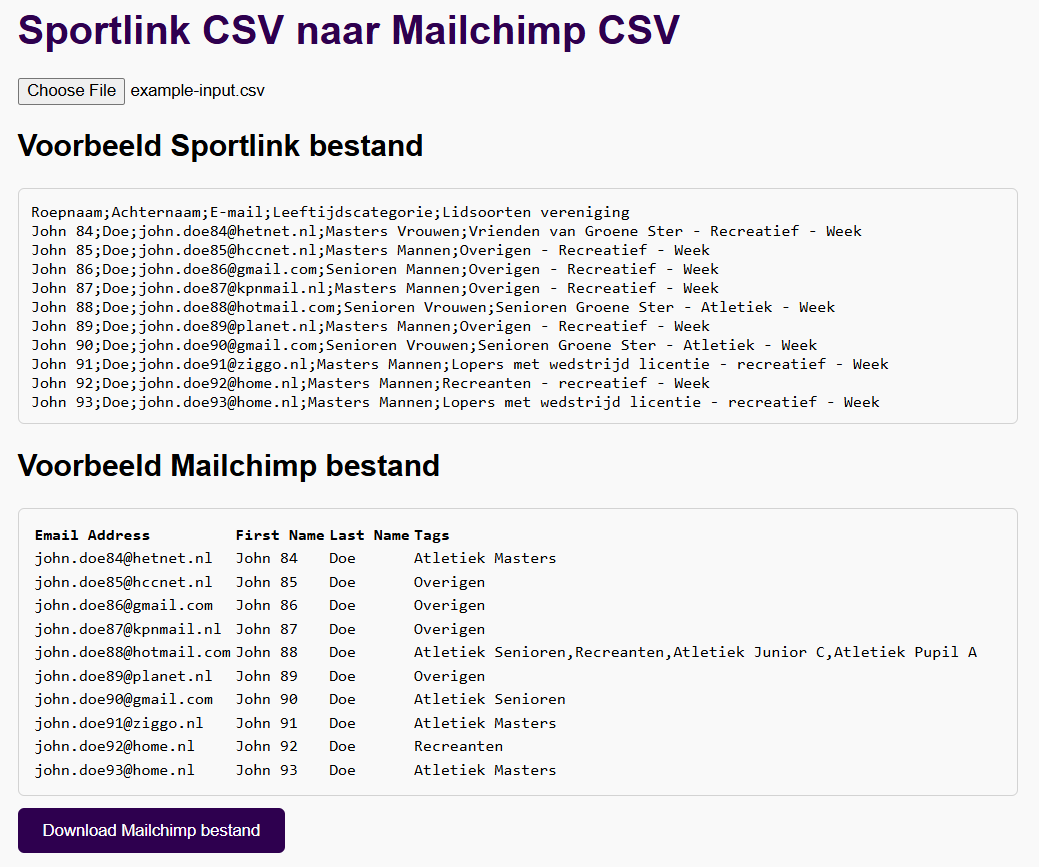 Sportlink CSV naar Mailchimp CSV
Choose File example-input.csv
Voorbeeld Sportlink bestand
Roepnaam;Achternaam;E-mail;Leeftijdscategorie;Lidsoorten vereniging
John 84;Doe;john.doe84@hetnet.nl;Masters Vrouwen;Vrienden van Groene Ster - Recreatief - Week
John 85;Doe;john.doe85@hccnet.nl;Masters Mannen;Overigen - Recreatief - Week
John 86;Doe;john.doe86@gmail.com;Senioren Mannen;Overigen - Recreatief - Week
John 87;Doe;john.doe87@kpnmail.nl;Masters Mannen;Overigen - Recreatief - Week
John 88;Doe;john.doe88@hotmail.com;Senioren Vrouwen;Senioren Groene Ster - Atletiek - Week
John 89;Doe;john.doe89@planet.nl;Masters Mannen;Overigen - Recreatief - Week
John 90;Doe;john.doe90@gmail.com;Senioren Vrouwen;Senioren Groene Ster - Atletiek - Week
John 91;Doe;john.doe91@ziggo.nl;Masters Mannen;Lopers met wedstrijd licentie - recreatief - Week
John 92;Doe;john.doe92@home.nl;Masters Mannen;Recreanten - recreatief - Week
John 93;Doe;john.doe93@home.nl;Masters Mannen;Lopers met wedstrijd licentie - recreatief - Week
Voorbeeld Mailchimp bestand
Email Address First Name Last Name Tags
john.doe84@hetnet.nl John 84 Doe Atletiek Masters
john.doe85@hccnet.nl John 85 Doe Overigen
john.doe86@gmail.com John 86 Doe Overigen
john.doe87@kpnmail.nl John 87 Doe Overigen
john.doe88@hotmail.com John 88 Doe Atletiek Senioren,Recreanten,Atletiek Junior C,Atletiek Pupil A
john.doe89@planet.nl John 89 Doe Overigen
john.doe90@gmail.com John 90 Doe Atletiek Senioren
john.doe91@ziggo.nl John 91 Doe Atletiek Masters
john.doe92@home.nl John 92 Doe Recreanten
john.doe93@home.nl John 93 Doe Atletiek Masters
Download Mailchimp bestand